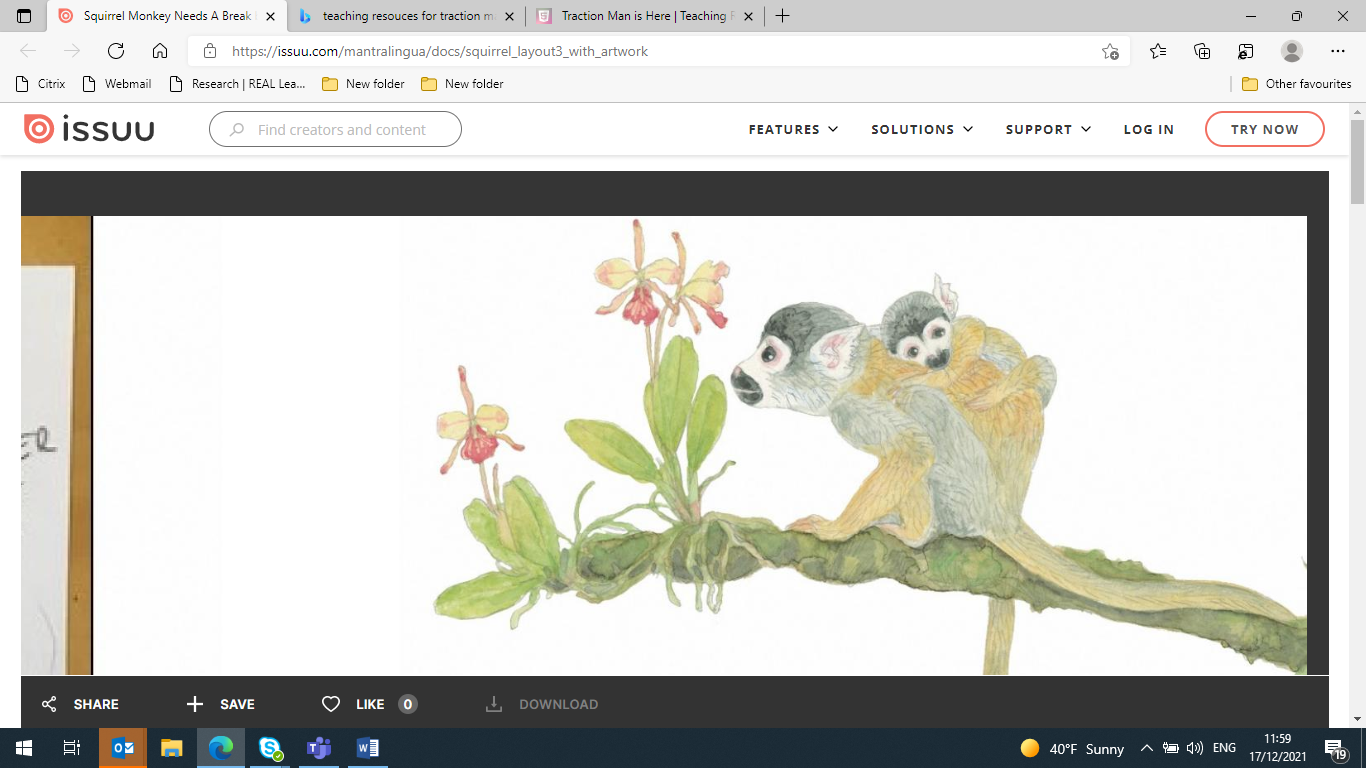 Squirrel Monkey Needs A Break
teaching resouces for traction m
Traction Man is Here | Teaching R
https://issuu.com/mantralingua/docs/squirrel_layout3_with_artwork
Citrix
Webmail
Research | REAL Lea...
New folder
New folder
Other favourites
issuu
Find creators and content
FEATURES
SOLUTIONS
SUPPORT
LOG IN
TRY NOW
SHARE
SAVE
LIKE 0
DOWNLOAD
40°F Sunny
ENG
11:59
17/12/2021
19